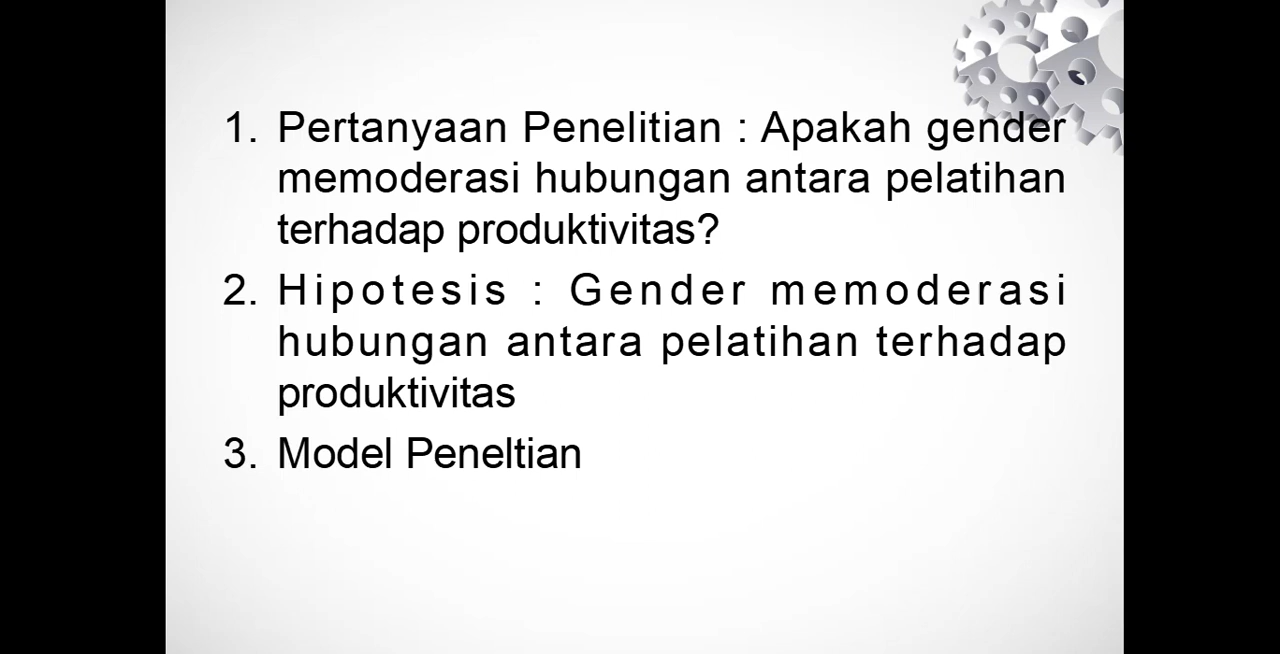 1. Pertanyaan Penelitian : Apakah gender
memoderasi hubungan antara pelatihan
terhadap produktivitas?
2. Hipotesis : Gender memoderasi
hubungan antara pelatihan terhadap
produktivitas
3. Model Peneltian